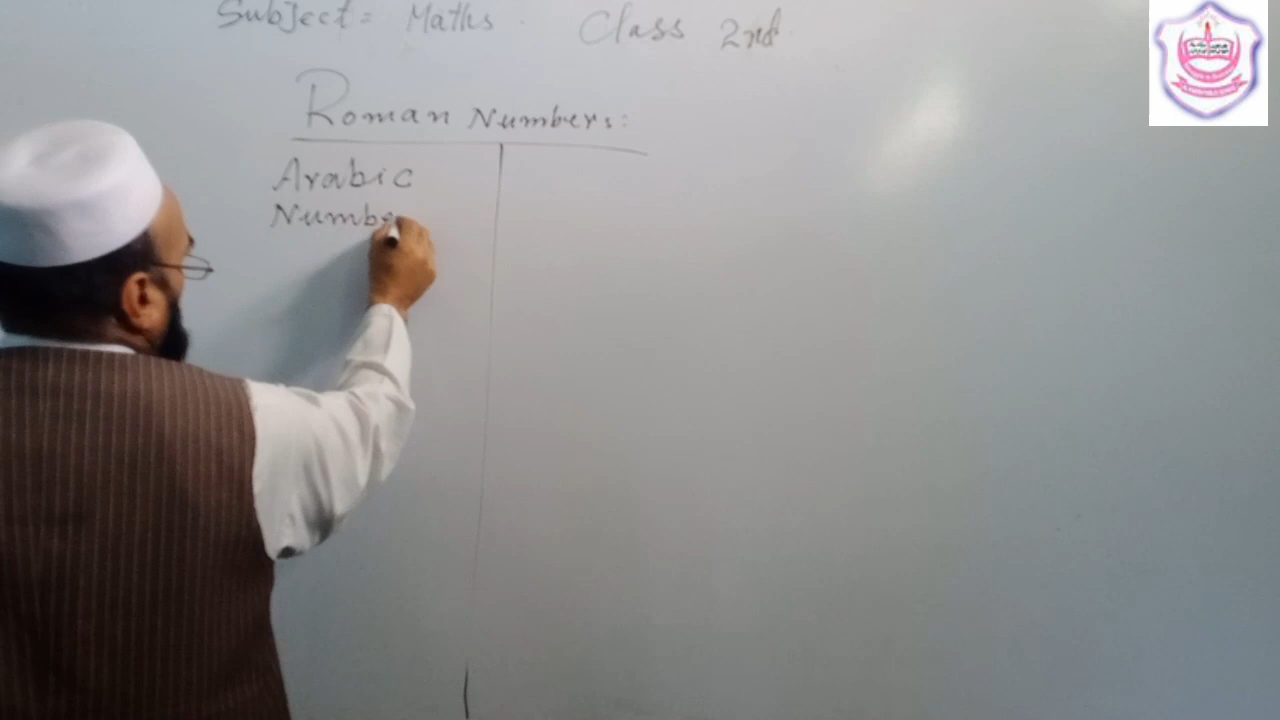 Subject = Maths. Class 2nd
Roman Numbers:
Arabic
Numbe